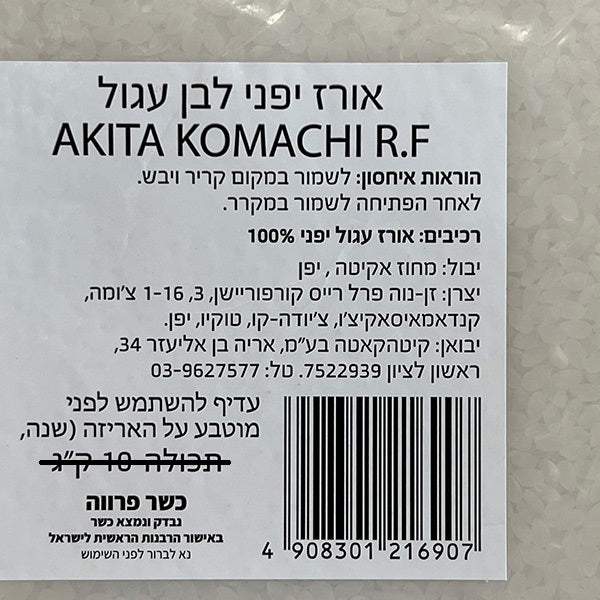 אורז יפני לבן עגול
AKITA KOMACHI R.F
הוראות איחסון: לשמור במקום קריר ויבש.
לאחר הפתיחה לשמור במקרר.
רכיבים: אורז עגול יפני 100%
יבול: מחוז אקיטה, יפן
יצרן: זן-נוה פרל רייס קורפוריישן, 3, 1-16 צ'ומה,
קנדאמאיסאקיצ'ו, צ'יודה-קו, טוקיו, יפן.
יבואן: קיטהקאטה בע"מ, אריה בן אליעזר 34,
ראשון לציון 7522939. טל: 03-9627577
עדיף להשתמש לפני
מוטבע על האריזה (שנה,
תכולה 10 ק"ג
כשר פרווה
נבדק ונמצא כשר
באישור הרבנות הראשית לישראל
נא לברור לפני השימוש
4 908301 216907